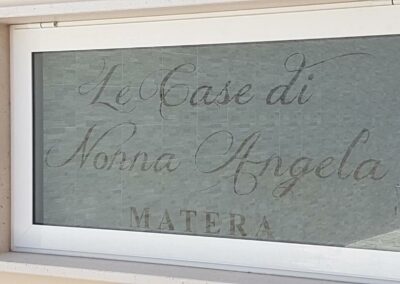 Le Case di
Nonna Angela
MATERA